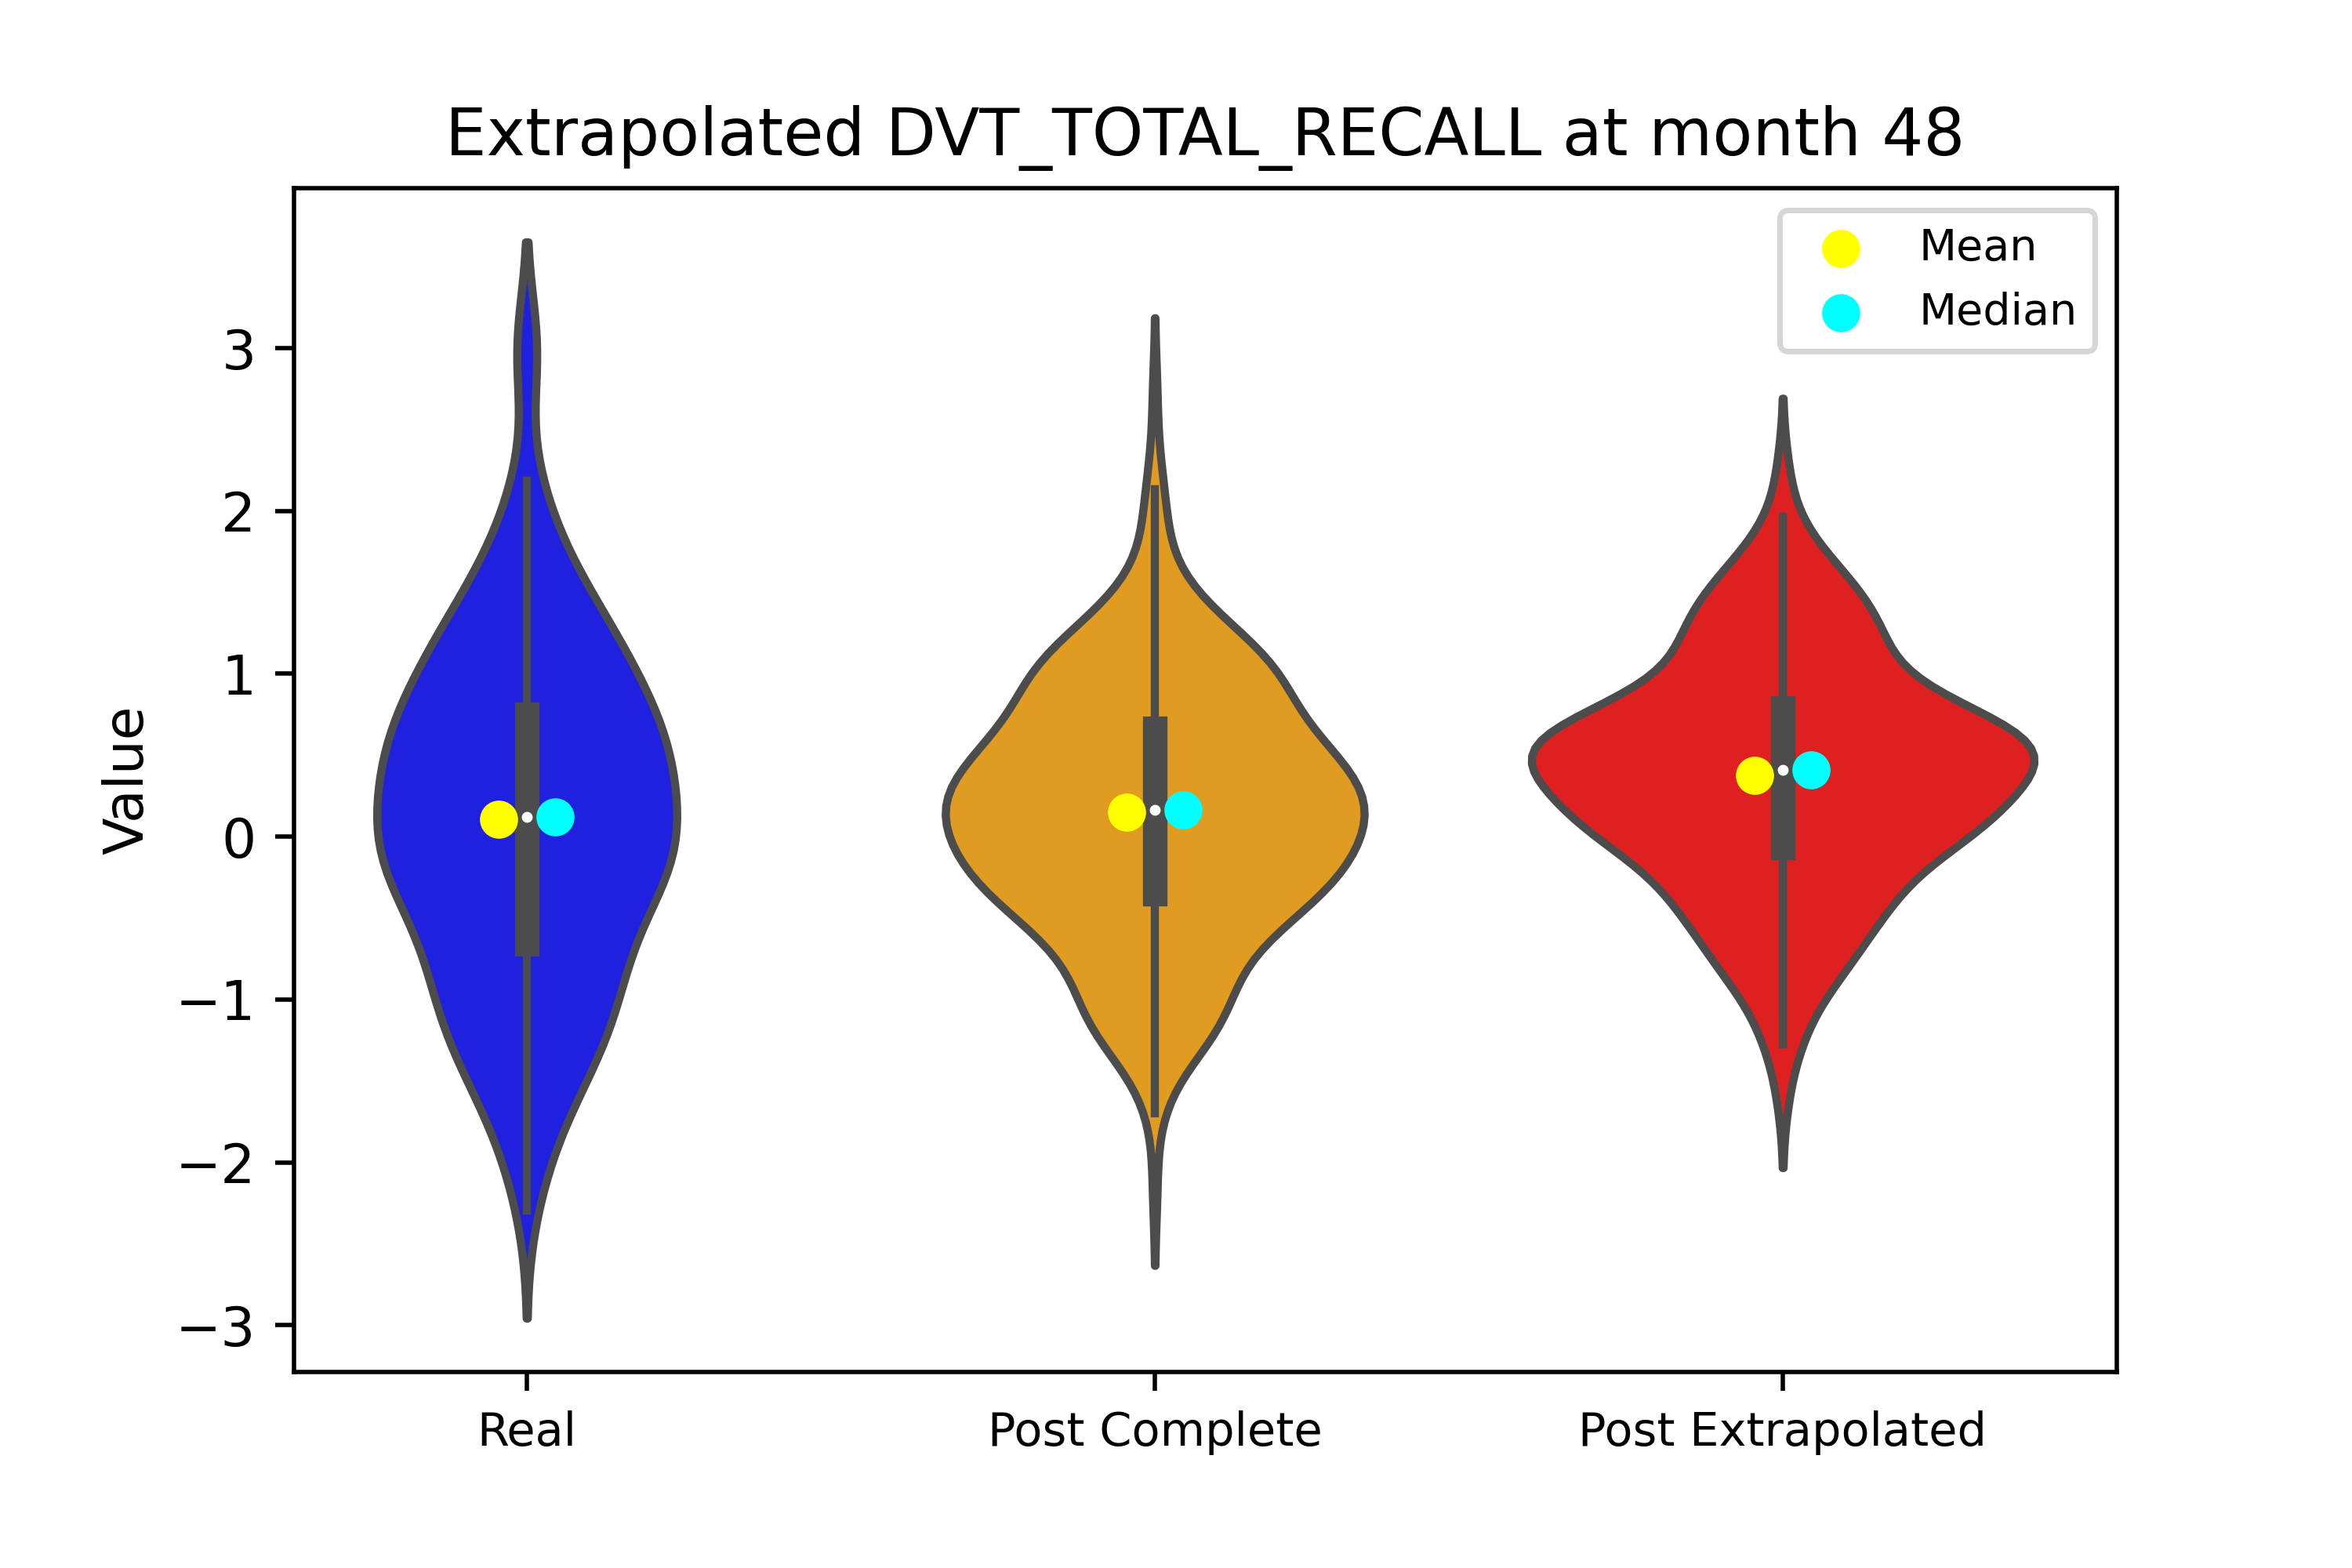 Extrapolated DVT_TOTAL_RECALL at month 48
Mean
Median
Value
3
2
1
0
−1
−2
−3
Real
Post Complete
Post Extrapolated